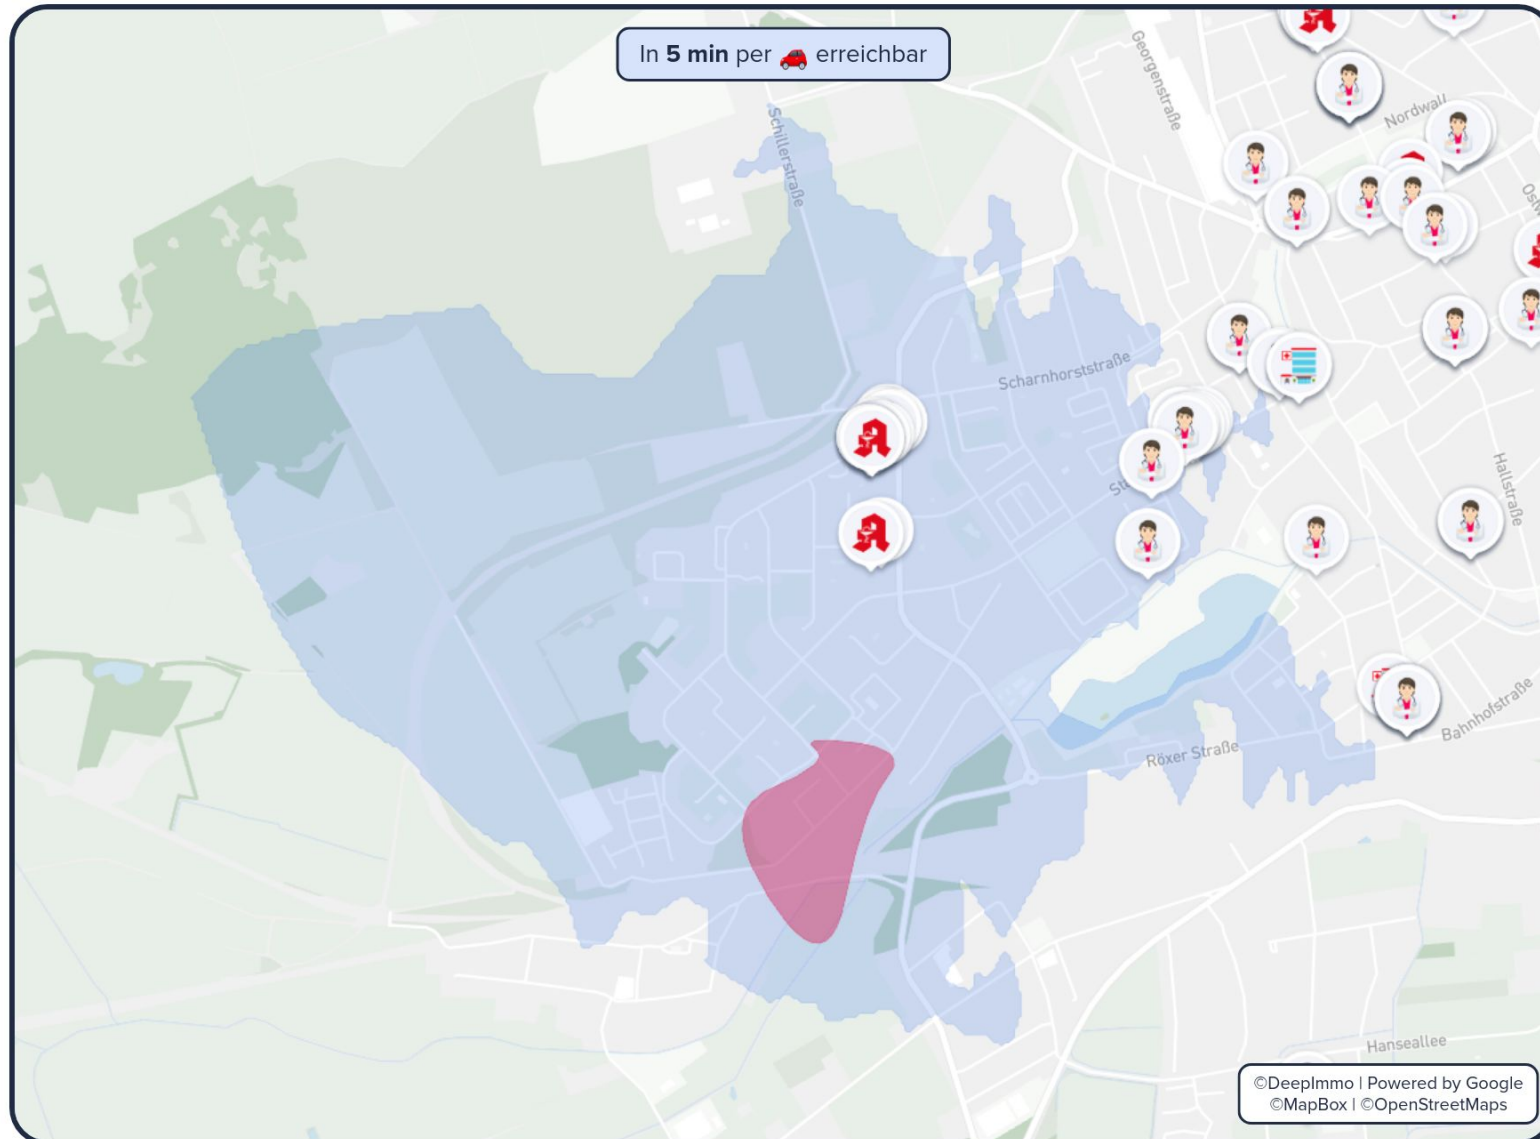 In 5 min per erreichbar
Georgenstraße
Nordwall
Schillerstraße
Scharnhorststraße
Hallstraße
Bahnhofstraße
Röxer Straße
Hanseallee
©DeepImmo | Powered by Google
©MapBox | ©OpenStreetMaps